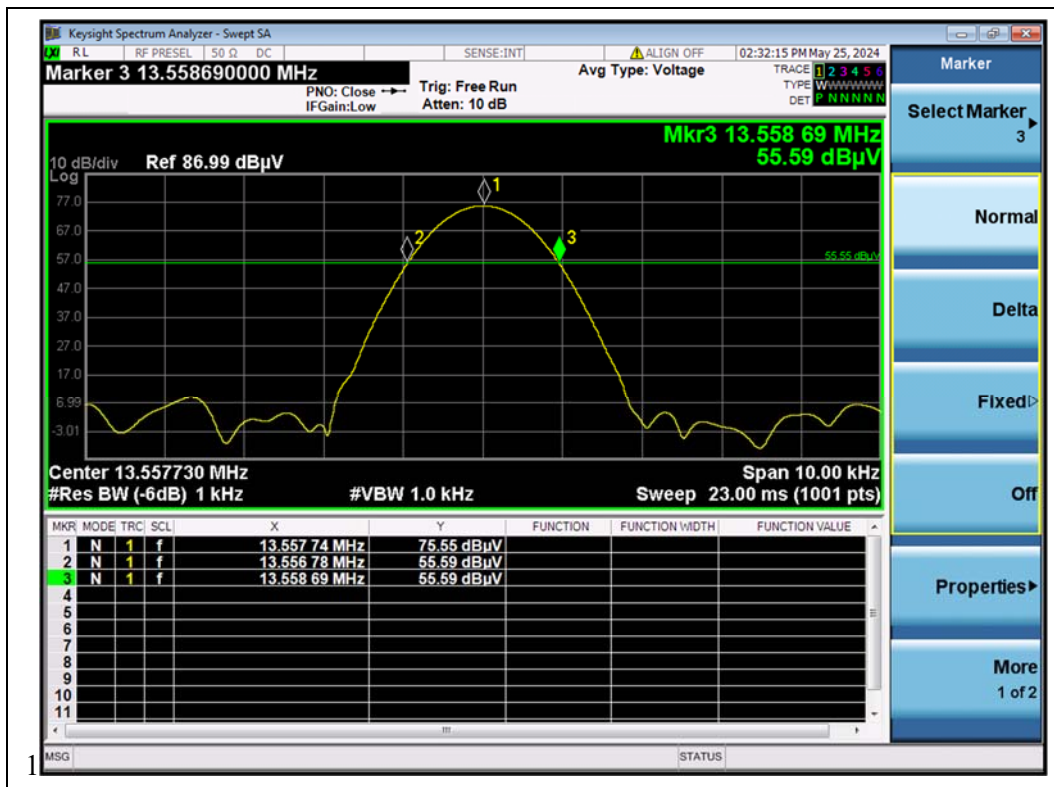 Keysight Spectrum Analyzer - Swept SA
LXI RL RF PRESEL 50 Ω DC SENSE:INT ALIGN OFF 02:32:15 PM May 25, 2024
Marker 3 13.558690000 MHz
PNO: Close Trig: Free Run
IFGain:Low Atten: 10 dB
Avg Type: Voltage
TRACE 1 2 3 4 5 6
TYPE WWWWWW
DET P N N N N N
Mkr3 13.558 69 MHz
55.59 dBµV
10 dB/div Ref 86.99 dBµV
Log
77.0
67.0
57.0
47.0
37.0
27.0
17.0
6.99
-3.01
1
2
3
55.55 dBµV
Center 13.557730 MHz Span 10.00 kHz
#Res BW (-6dB) 1 kHz #VBW 1.0 kHz Sweep 23.00 ms (1001 pts)
MKR MODE TRC SCL X Y FUNCTION FUNCTION WIDTH FUNCTION VALUE
1 N 1 f 13.557 74 MHz 75.55 dBµV
2 N 1 f 13.556 78 MHz 55.59 dBµV
3 N 1 f 13.558 69 MHz 55.59 dBµV
4
5
6
7
8
9
10
11
MSG STATUS
Marker
Select Marker
3
Normal
Delta
Fixed
Off
Properties
More
1 of 2
1